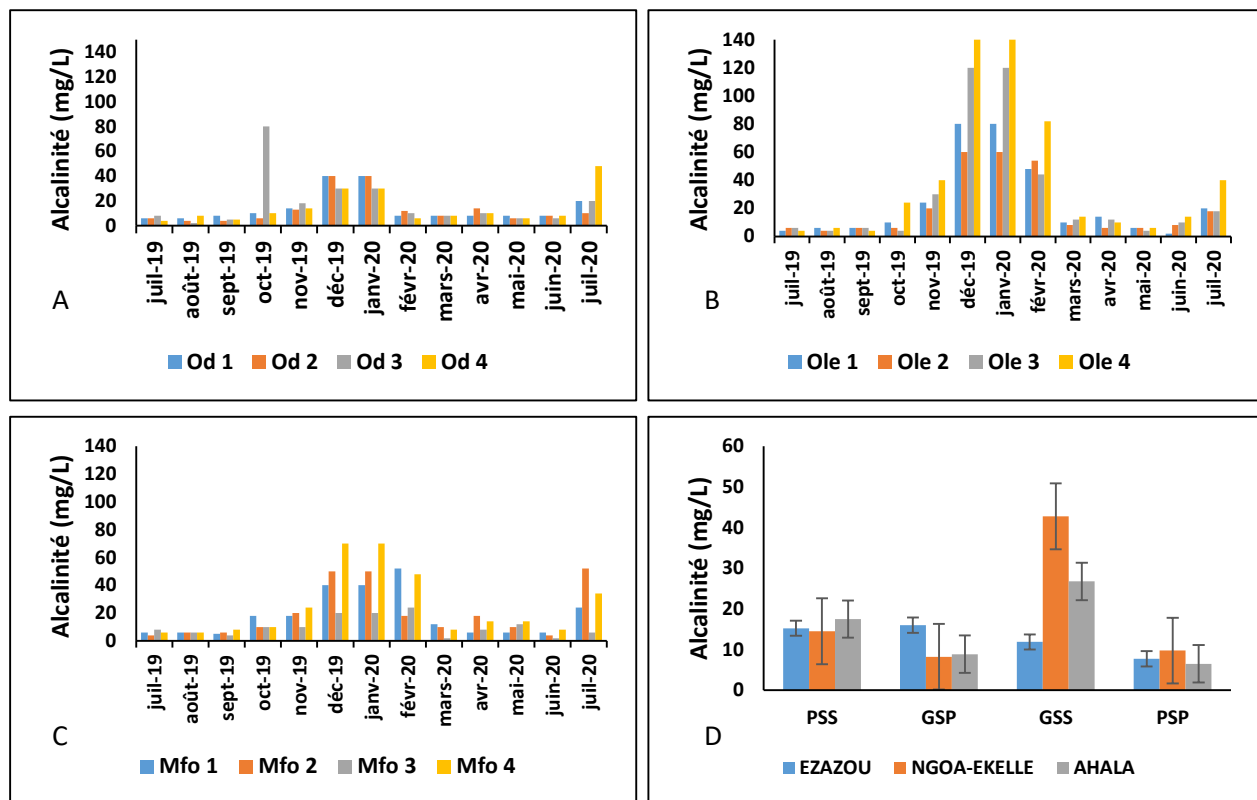 Alcalinité (mg/L)
140
120
100
80
60
40
20
0
juil-19 août-19 sept-19 oct-19 nov-19 déc-19 janv-20 févr-20 mars-20 avr-20 mai-20 juin-20 juil-20
A
Od 1 Od 2 Od 3 Od 4
Alcalinité (mg/L)
140
120
100
80
60
40
20
0
juil-19 août-19 sept-19 oct-19 nov-19 déc-19 janv-20 févr-20 mars-20 avr-20 mai-20 juin-20 juil-20
B
Ole 1 Ole 2 Ole 3 Ole 4
Alcalinité (mg/L)
140
120
100
80
60
40
20
0
juil-19 août-19 sept-19 oct-19 nov-19 déc-19 janv-20 févr-20 mars-20 avr-20 mai-20 juin-20 juil-20
C
Mfo 1 Mfo 2 Mfo 3 Mfo 4
Alcalinité (mg/L)
60
50
40
30
20
10
0
PSS GSP GSS PSP
D
EZAZOU NGOA-EKELLE AHALA